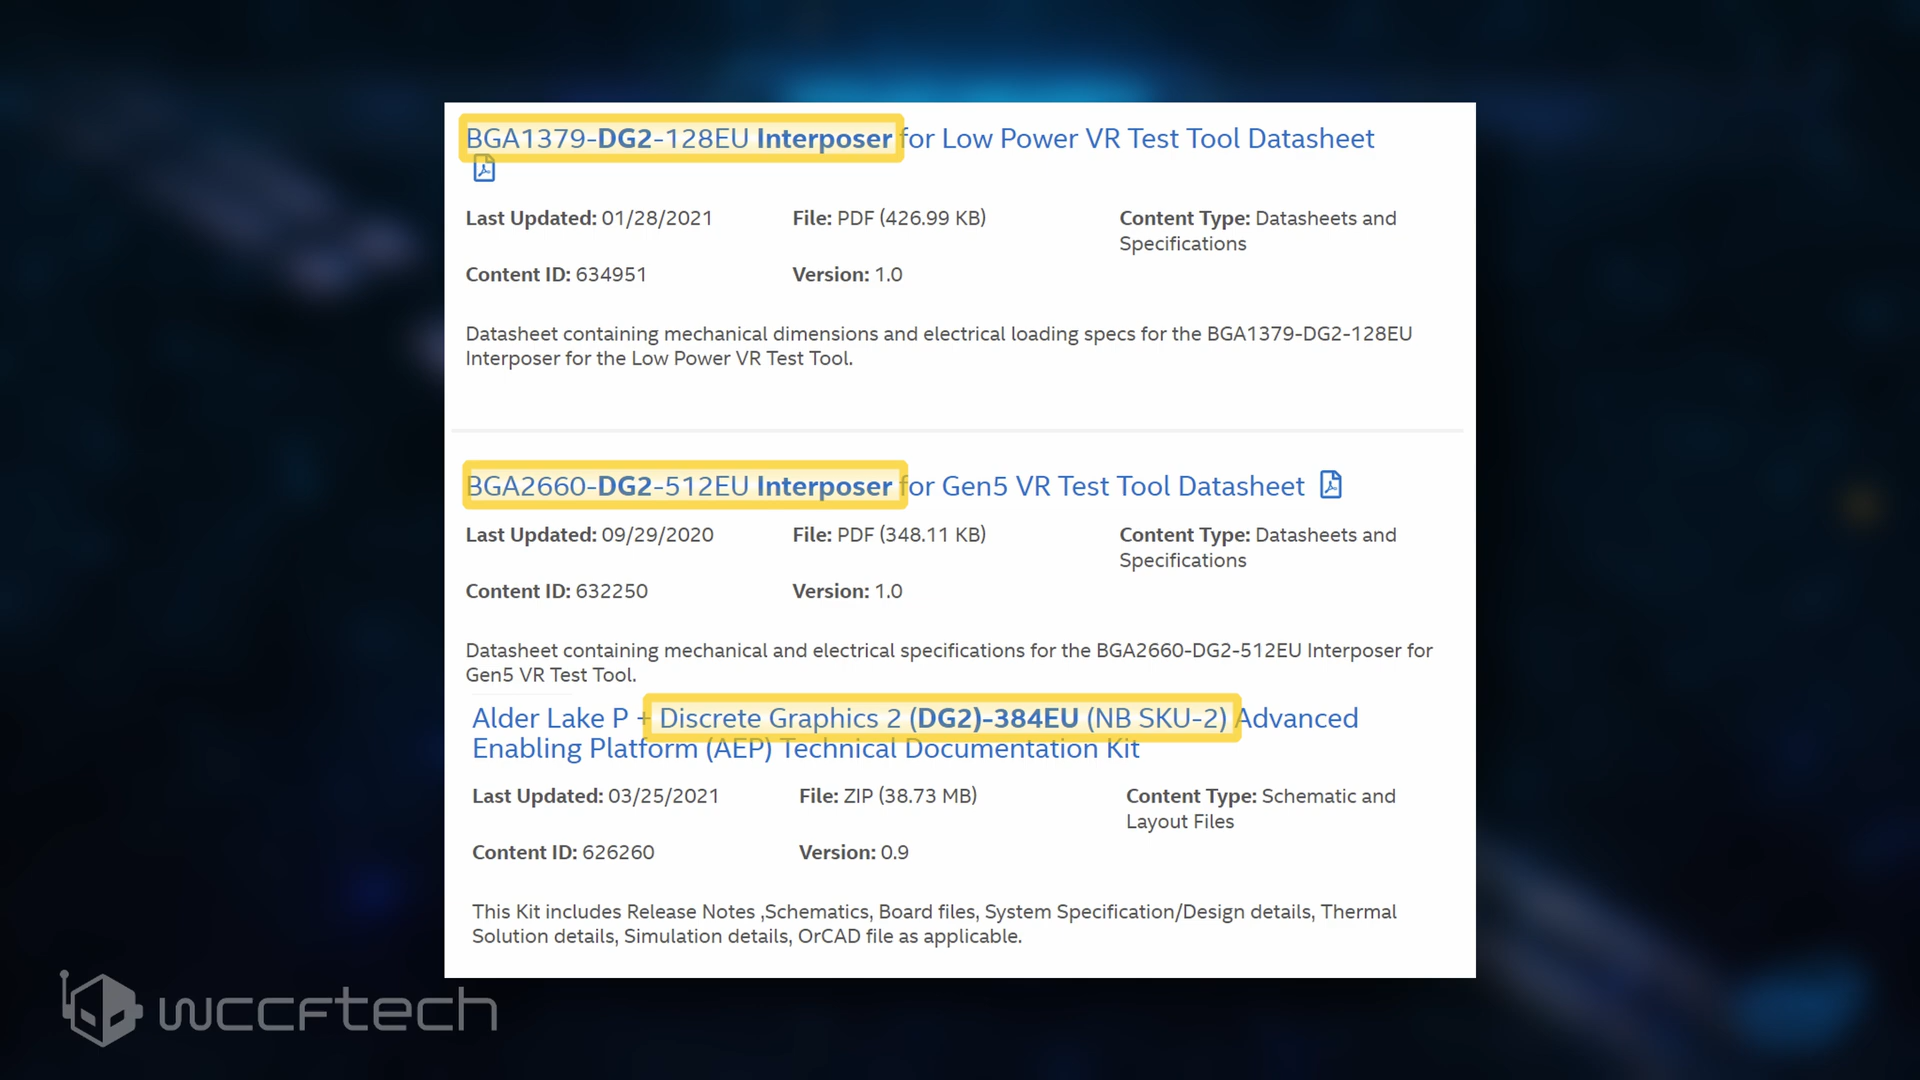 BGA1379-DG2-128EU Interposer for Low Power VR Test Tool Datasheet
Last Updated: 01/28/2021 File: PDF (426.99 KB) Content Type: Datasheets and
Specifications
Content ID: 634951 Version: 1.0
Datasheet containing mechanical dimensions and electrical loading specs for the BGA1379-DG2-128EU
Interposer for the Low Power VR Test Tool.
BGA2660-DG2-512EU Interposer for Gen5 VR Test Tool Datasheet
Last Updated: 09/29/2020 File: PDF (348.11 KB) Content Type: Datasheets and
Specifications
Content ID: 632250 Version: 1.0
Datasheet containing mechanical and electrical specifications for the BGA2660-DG2-512EU Interposer for
Gen5 VR Test Tool.
Alder Lake P + Discrete Graphics 2 (DG2)-384EU (NB SKU-2) Advanced
Enabling Platform (AEP) Technical Documentation Kit
Last Updated: 03/25/2021 File: ZIP (38.73 MB) Content Type: Schematic and
Layout Files
Content ID: 626260 Version: 0.9
This Kit includes Release Notes ,Schematics, Board files, System Specification/Design details, Thermal
Solution details, Simulation details, OrCAD file as applicable.
wccftech